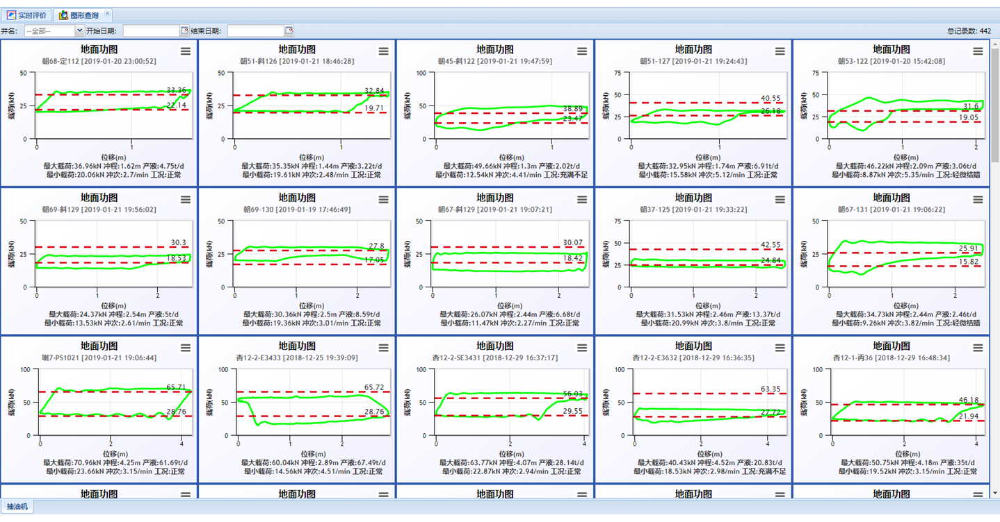 实时评价 图形查询
井名: --全部-- 开始日期: 结束日期: 总记录数: 442
地面功图
朝68-定112 [2019-01-20 23:00:52]
50
33.36
25
22.14
0
0 1
载荷(kN)
位移(m)
最大载荷:36.96kN 冲程:1.62m 产液:4.75t/d
最小载荷:20.06kN 冲次:2.7/min 工况:正常
地面功图
朝51-斜126 [2019-01-21 18:46:28]
50
32.84
25
19.71
0
0 1
载荷(kN)
位移(m)
最大载荷:35.35kN 冲程:1.44m 产液:3.22t/d
最小载荷:19.61kN 冲次:2.48/min 工况:正常
地面功图
朝45-斜122 [2019-01-21 19:47:59]
100
50
38.89
23.47
0
0 1
载荷(kN)
位移(m)
最大载荷:49.66kN 冲程:1.3m 产液:2.02t/d
最小载荷:12.54kN 冲次:4.41/min 工况:充满不足
地面功图
朝51-127 [2019-01-21 19:24:43]
75
50
40.55
26.18
25
0
0 1
载荷(kN)
位移(m)
最大载荷:32.95kN 冲程:1.74m 产液:6.91t/d
最小载荷:15.58kN 冲次:5.12/min 工况:正常
地面功图
朝53-122 [2019-01-20 15:42:08]
75
50
31.6
25
19.05
0
0 1 2
载荷(kN)
位移(m)
最大载荷:46.22kN 冲程:2.09m 产液:3.06t/d
最小载荷:8.87kN 冲次:5.35/min 工况:轻微结蜡
地面功图
朝69-斜129 [2019-01-21 19:56:02]
50
30.3
25
18.53
0
0 1 2
载荷(kN)
位移(m)
最大载荷:24.37kN 冲程:2.54m 产液:5t/d
最小载荷:13.53kN 冲次:2.61/min 工况:正常
地面功图
朝69-130 [2019-01-19 17:46:49]
50
27.8
25
17.05
0
0 1 2
载荷(kN)
位移(m)
最大载荷:30.36kN 冲程:2.5m 产液:8.59t/d
最小载荷:19.36kN 冲次:3.01/min 工况:正常
地面功图
朝67-斜129 [2019-01-21 19:07:21]
50
30.07
25
18.42
0
0 1 2
载荷(kN)
位移(m)
最大载荷:26.07kN 冲程:2.44m 产液:6.68t/d
最小载荷:11.47kN 冲次:2.27/min 工况:正常
地面功图
朝37-125 [2019-01-21 19:33:22]
75
50
42.55
25
24.84
0
0 1 2
载荷(kN)
位移(m)
最大载荷:31.53kN 冲程:2.46m 产液:13.37t/d
最小载荷:20.99kN 冲次:3.8/min 工况:正常
地面功图
朝67-131 [2019-01-21 19:06:22]
50
25.91
25
15.82
0
0 1 2
载荷(kN)
位移(m)
最大载荷:34.73kN 冲程:2.44m 产液:2.46t/d
最小载荷:9.26kN 冲次:3.82/min 工况:轻微结蜡
地面功图
7-PS1021 [2019-01-21 19:06:44]
100
65.71
50
28.76
0
0 2 4
载荷(kN)
位移(m)
最大载荷:70.96kN 冲程:4.25m 产液:61.69t/d
最小载荷:23.66kN 冲次:3.15/min 工况:正常
地面功图
杏12-2-E3433 [2018-12-25 19:39:09]
100
65.72
50
28.76
0
0 1 2
载荷(kN)
位移(m)
最大载荷:60.04kN 冲程:2.89m 产液:67.49t/d
最小载荷:14.56kN 冲次:4.51/min 工况:正常
地面功图
杏12-2-SE3431 [2018-12-29 16:37:17]
100
56.03
50
29.55
0
0 2 4
载荷(kN)
位移(m)
最大载荷:63.77kN 冲程:4.07m 产液:28.14t/d
最小载荷:22.87kN 冲次:2.94/min 工况:正常
地面功图
杏12-2-E3632 [2018-12-29 16:36:35]
100
63.35
50
27.72
0
0 2 4
载荷(kN)
位移(m)
最大载荷:40.43kN 冲程:4.52m 产液:20.83t/d
最小载荷:18.53kN 冲次:2.98/min 工况:充满不足
地面功图
杏12-1-丙36 [2018-12-29 16:48:34]
100
50
46.18
21.94
0
0 2 4
载荷(kN)
位移(m)
最大载荷:50.75kN 冲程:4.18m 产液:35t/d
最小载荷:19.52kN 冲次:3.15/min 工况:正常
地面功图 地面功图 地面功图 地面功图 地面功图
抽油机